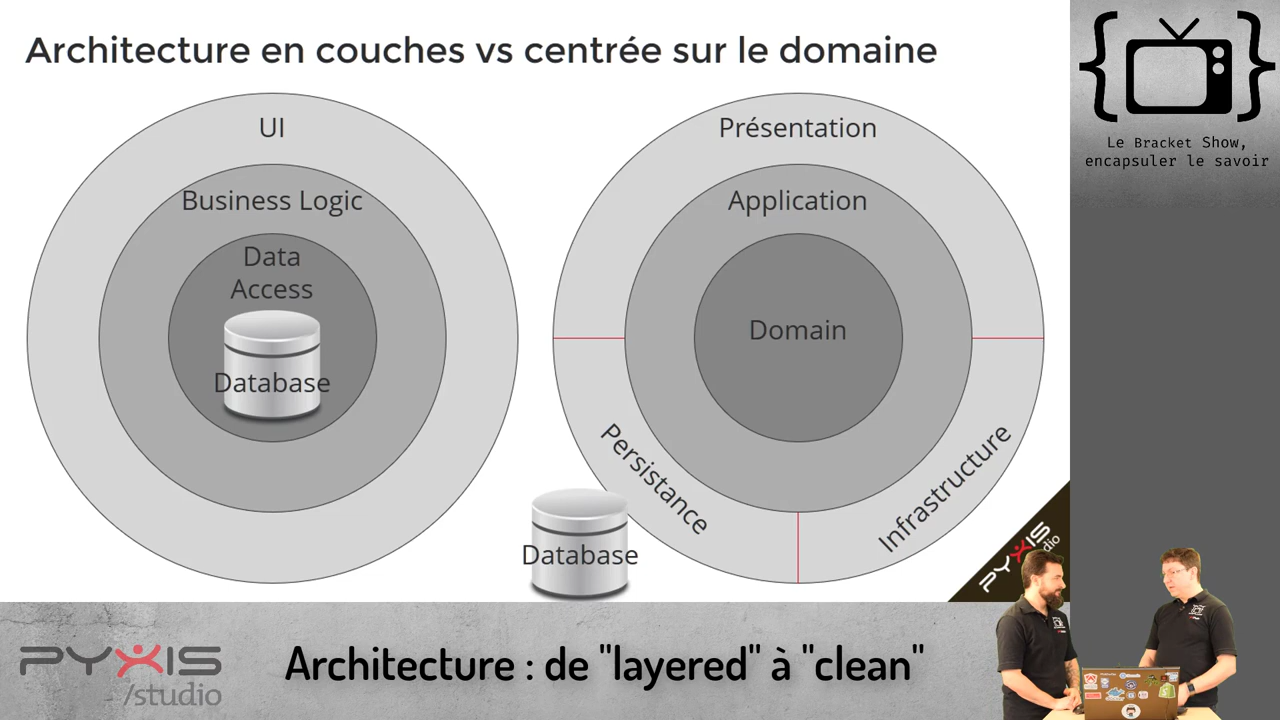 Architecture en couches vs centrée sur le domaine
UI
Business Logic
Data
Access
Database
Présentation
Application
Domain
Persistance
Infrastructure
Database
PYXIS
dio
{ }
Le Bracket Show,
encapsuler le savoir
PYXIS
/studio
Architecture : de "layered" à "clean"